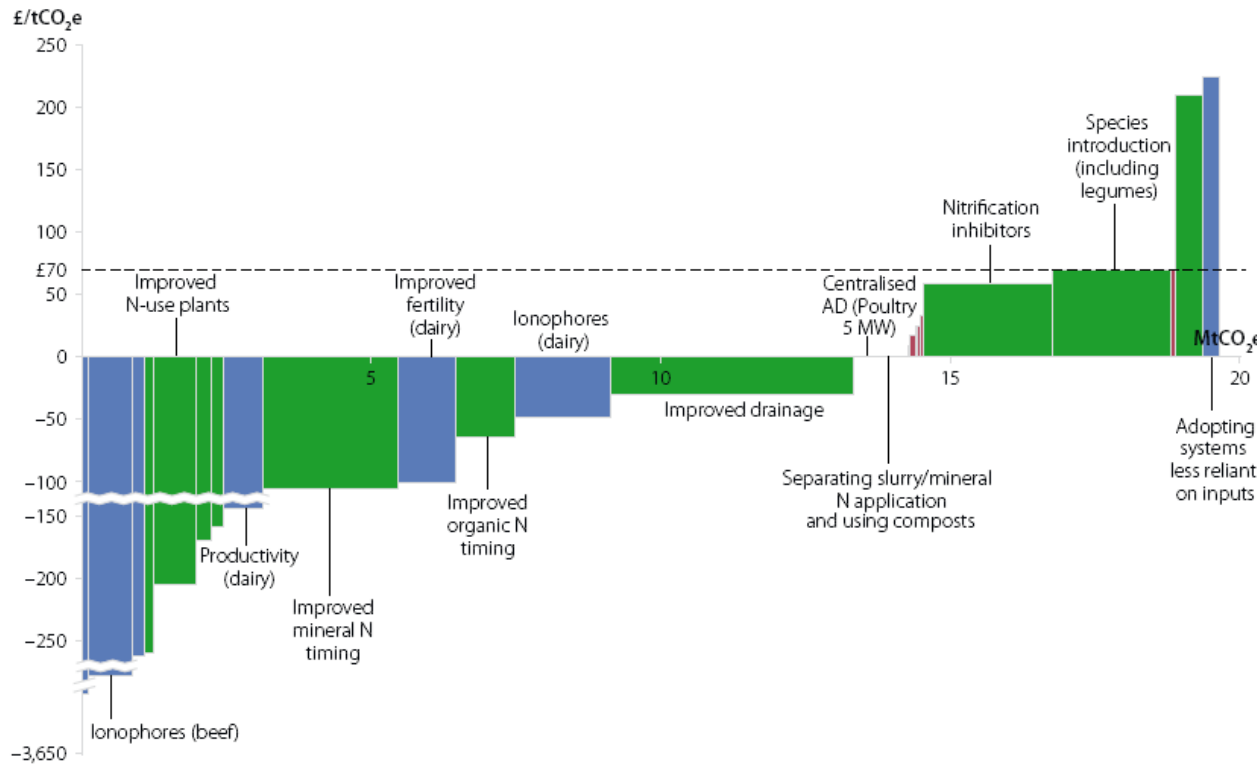 £/tCO₂e
250
200
150
100
£70
50
0
−50
−100
−150
−200
−250
−3,650
5
10
15
20
MtCO₂e
Improved
N-use plants
Improved
fertility
(dairy)
Ionophores
(dairy)
Centralised
AD (Poultry
5 MW)
Nitrification
inhibitors
Species
introduction
(including
legumes)
Ionophores (beef)
Productivity
(dairy)
Improved
mineral N
timing
Improved
organic N
timing
Improved drainage
Separating slurry/mineral
N application
and using composts
Adopting
systems
less reliant
on inputs